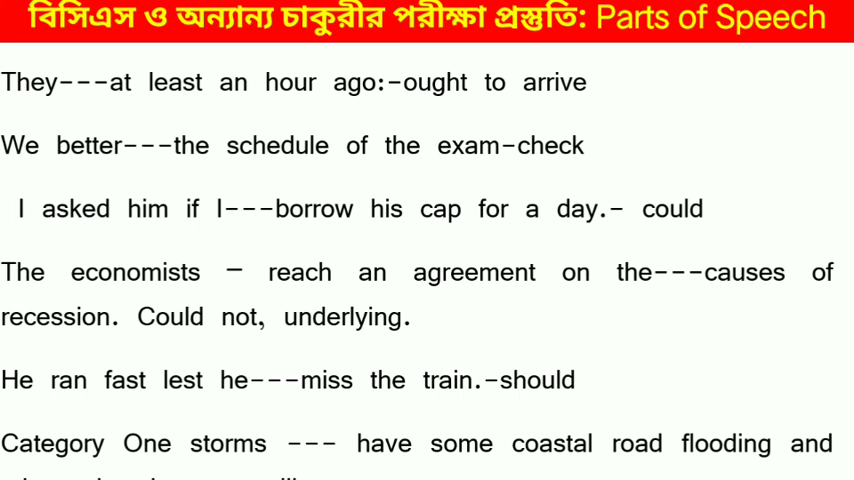 বিসিএস ও অন্যান্য চাকুরীর পরীক্ষা প্রস্তুতি: Parts of Speech
They---at least an hour ago:-ought to arrive
We better---the schedule of the exam-check
I asked him if I---borrow his cap for a day.- could
The economists – reach an agreement on the---causes of
recession. Could not, underlying.
He ran fast lest he---miss the train.-should
Category One storms --- have some coastal road flooding and